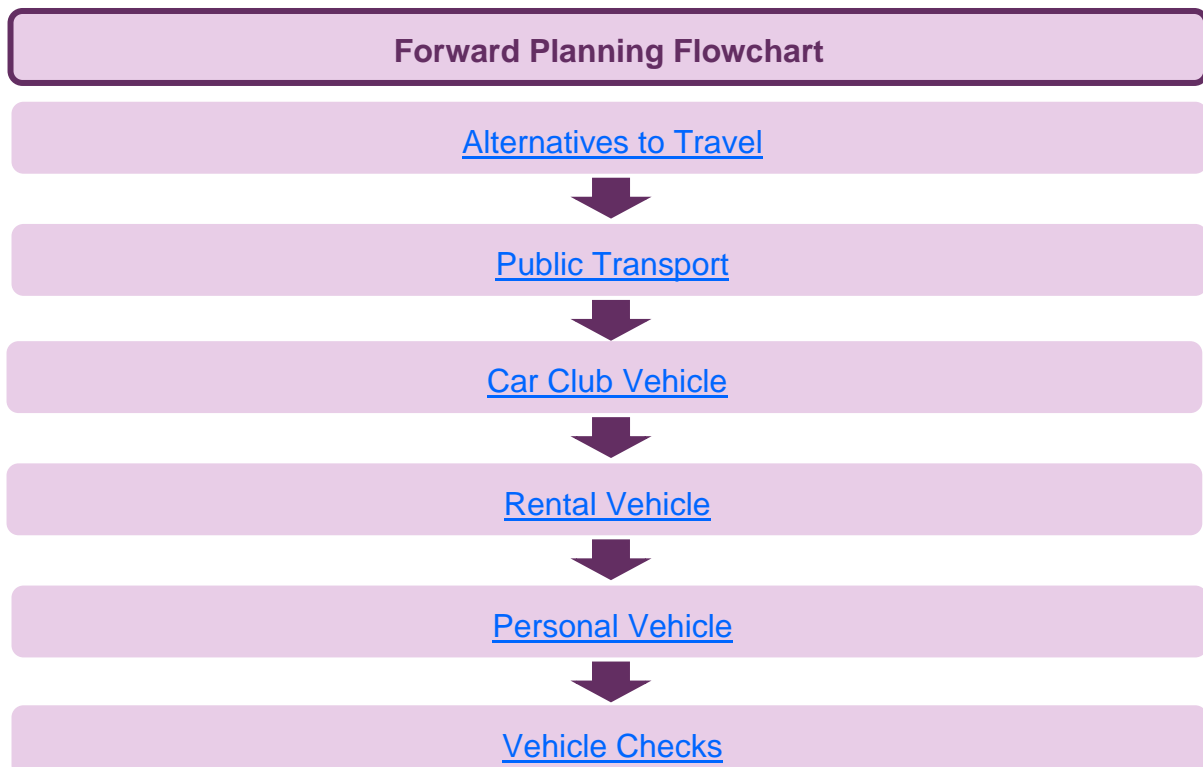 Forward Planning Flowchart
Alternatives to Travel
Public Transport
Car Club Vehicle
Rental Vehicle
Personal Vehicle
Vehicle Checks